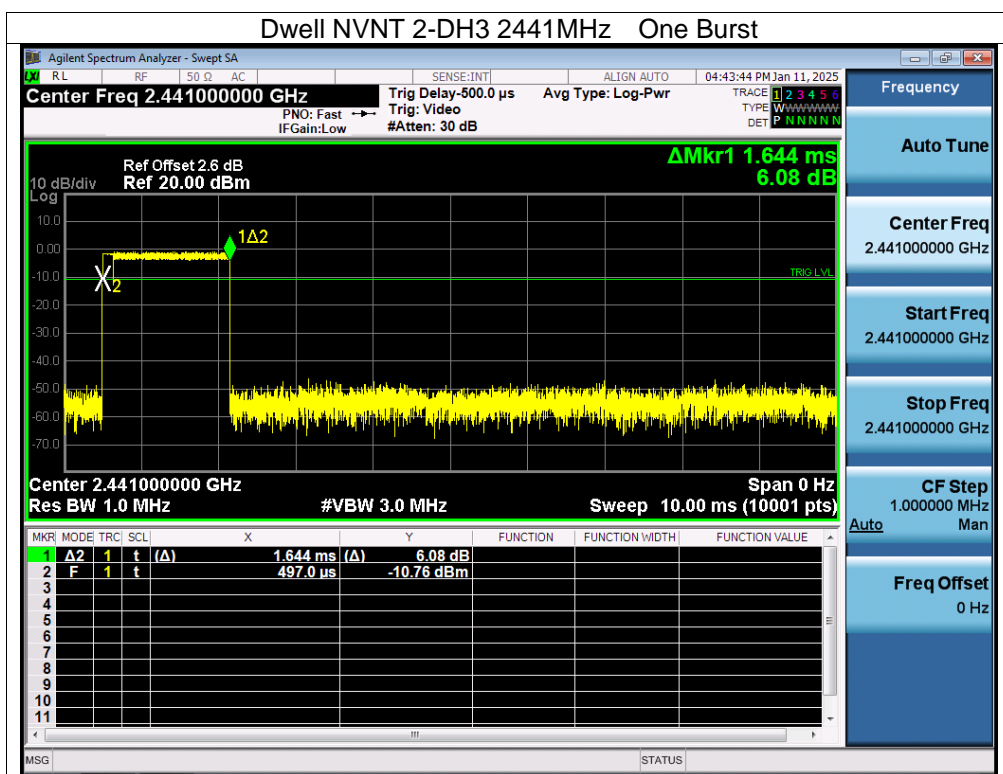 Dwell NVNT 2-DH3 2441MHz One Burst
Agilent Spectrum Analyzer - Swept SA
LXI RL RF 50 Ω AC SENSE:INT ALIGN AUTO 04:43:44 PM Jan 11, 2025
Center Freq 2.441000000 GHz
PNO: Fast
IFGain:Low
Trig Delay-500.0 µs
Trig: Video
#Atten: 30 dB
Avg Type: Log-Pwr
TRACE 1 2 3 4 5 6
TYPE WWWWWW
DET P N N N N N
ΔMkr1 1.644 ms
6.08 dB
Ref Offset 2.6 dB
10 dB/div Ref 20.00 dBm
Log
10.0
0.00
-10.0
-20.0
-30.0
-40.0
-50.0
-60.0
-70.0
1Δ2
2
TRIG LVL
Center 2.441000000 GHz Span 0 Hz
Res BW 1.0 MHz #VBW 3.0 MHz Sweep 10.00 ms (10001 pts)
MKR MODE TRC SCL X Y FUNCTION FUNCTION WIDTH FUNCTION VALUE
1 Δ2 1 t (Δ) 1.644 ms (Δ) 6.08 dB
2 F 1 t 497.0 µs -10.76 dBm
3
4
5
6
7
8
9
10
11
MSG STATUS
Frequency
Auto Tune
Center Freq
2.441000000 GHz
Start Freq
2.441000000 GHz
Stop Freq
2.441000000 GHz
CF Step
1.000000 MHz
Auto Man
Freq Offset
0 Hz